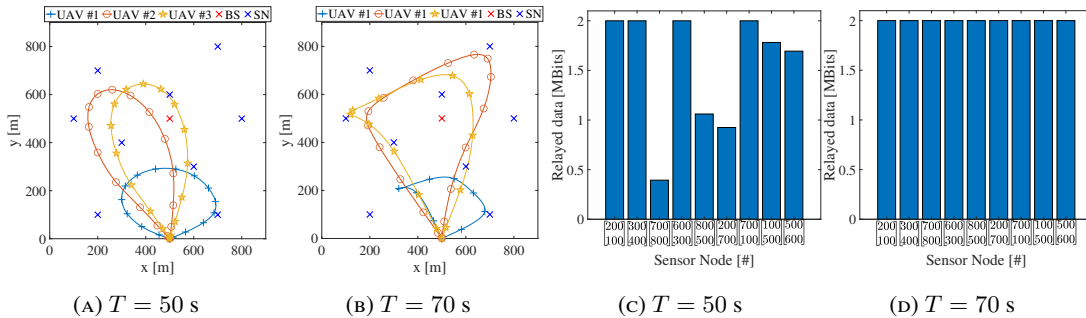 UAV #1 UAV #2 UAV #3 BS SN
800
600
400
200
0
y [m]
0 200 400 600 800
x [m]
(A) T = 50 s
UAV #1 UAV #1 UAV #1 BS SN
800
600
400
200
0
y [m]
0 200 400 600 800
x [m]
(B) T = 70 s
2
1.5
1
0.5
0
Relayed data [MBits]
200 300 700 600 800 200 700 100 500
100 400 800 300 500 700 100 500 600
Sensor Node [#]
(C) T = 50 s
2
1.5
1
0.5
0
Relayed data [MBits]
200 300 700 600 800 200 700 100 500
100 400 800 300 500 700 100 500 600
Sensor Node [#]
(D) T = 70 s